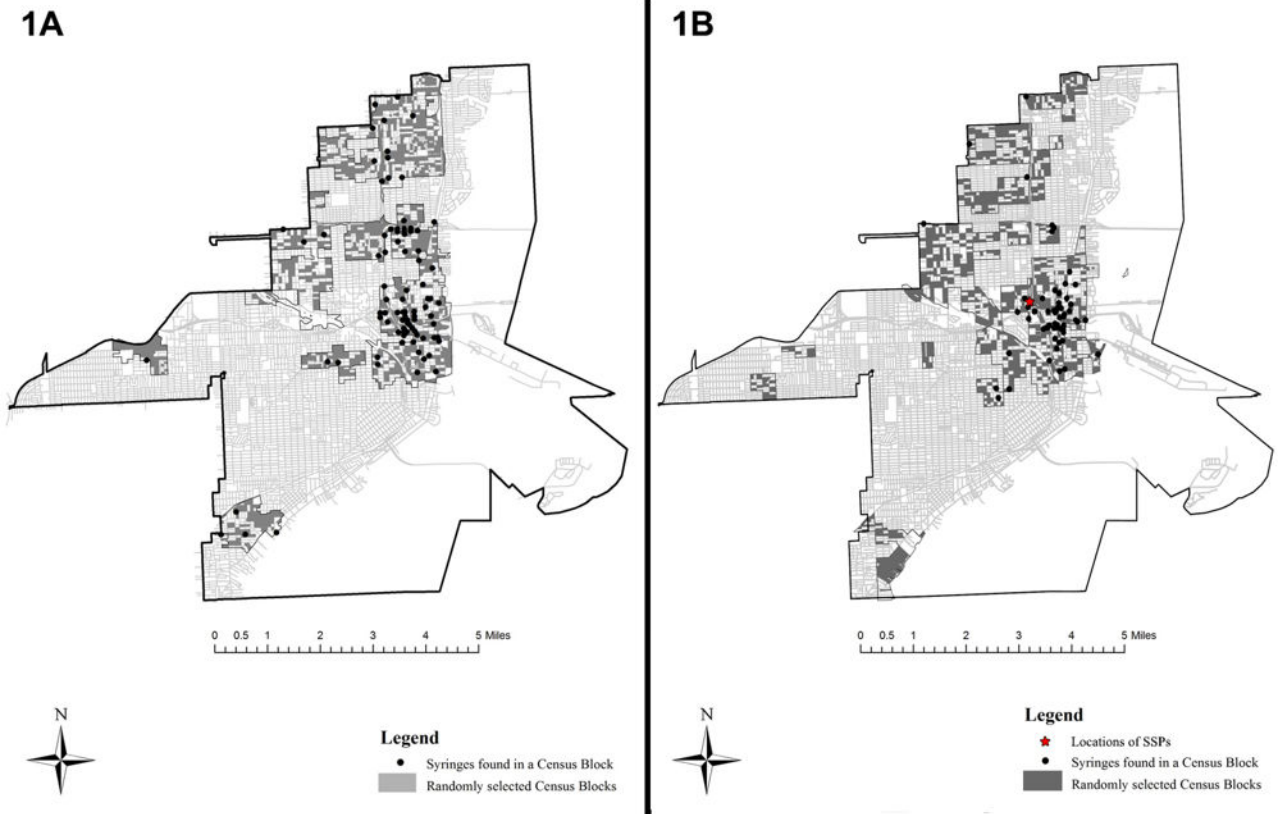 1A
0 0.5 1 2 3 4 5 Miles
N
Legend
Syringes found in a Census Block
Randomly selected Census Blocks
1B
0 0.5 1 2 3 4 5 Miles
N
Legend
Locations of SSPs
Syringes found in a Census Block
Randomly selected Census Blocks